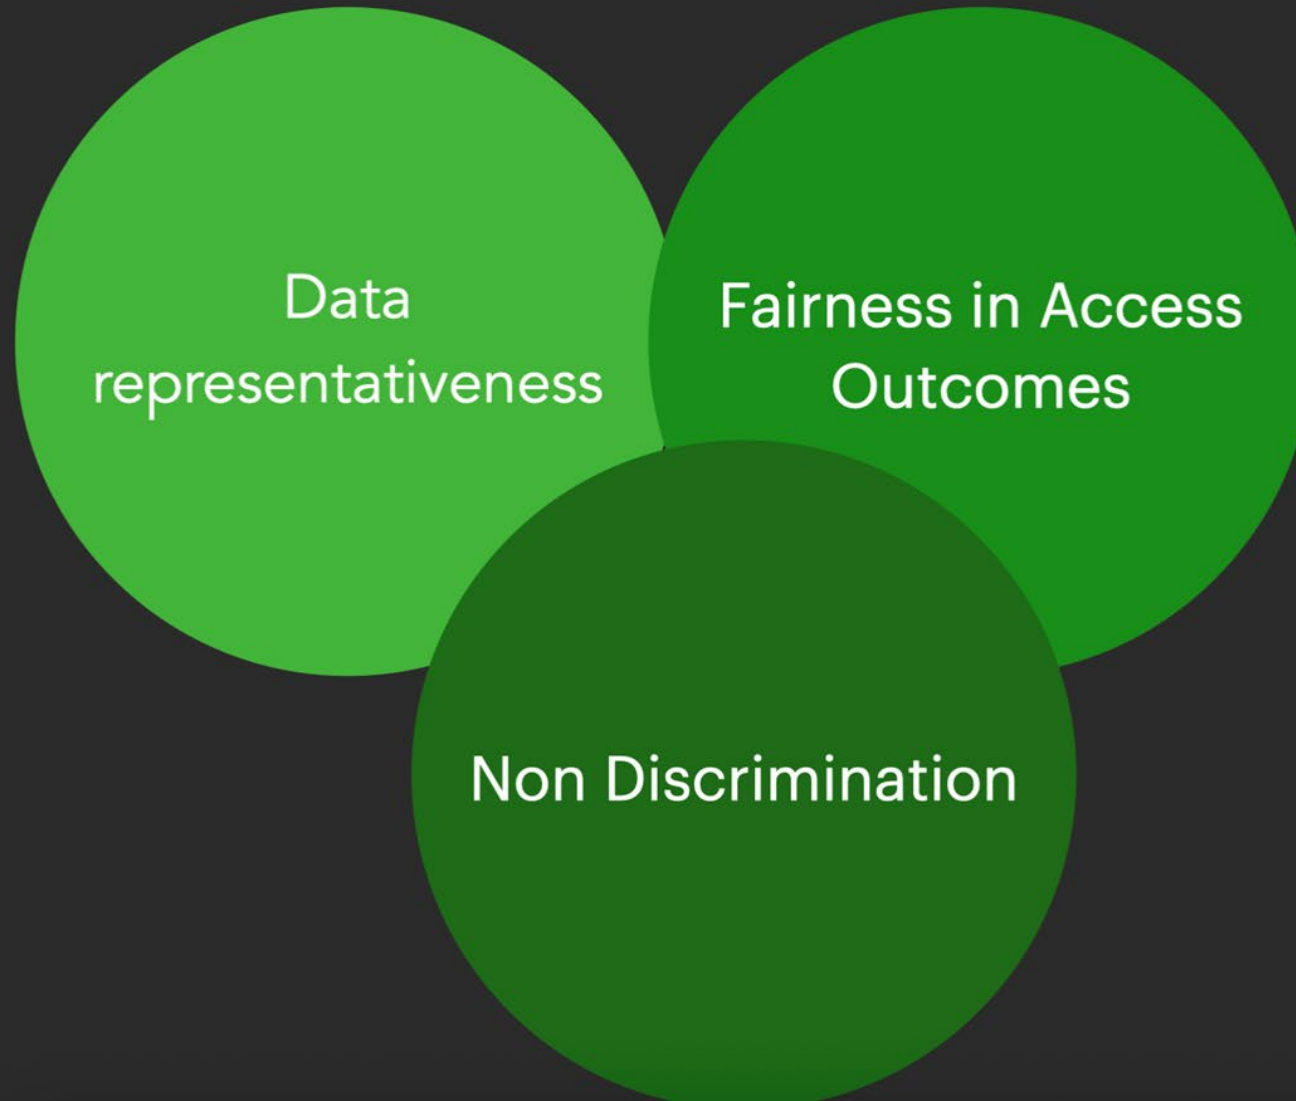 Data
representativeness
Fairness in Access
Outcomes
Non Discrimination